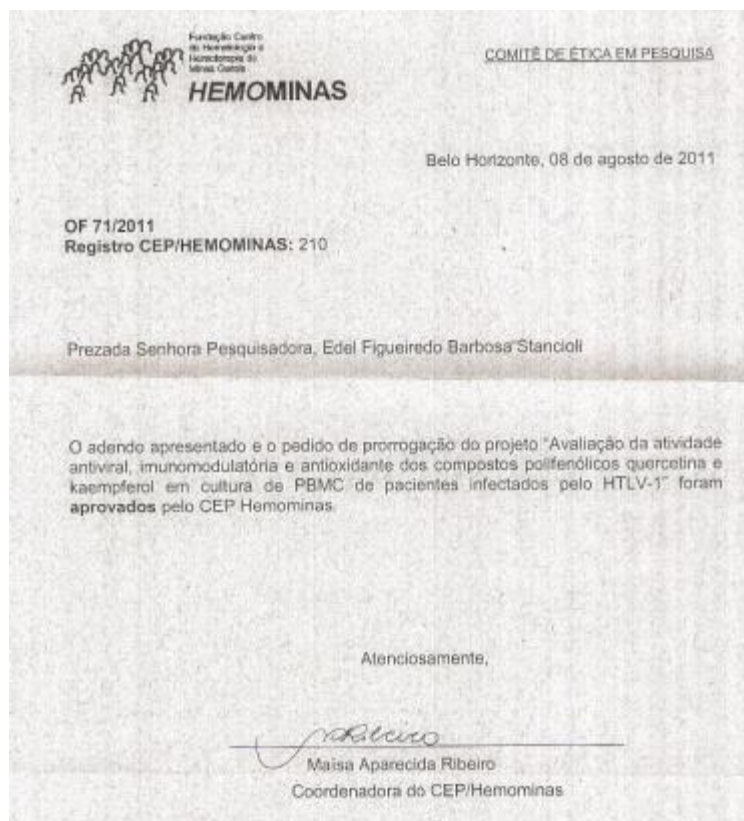 Fundação Centro
de Hematologia e
Hemoterapia de
Minas Gerais
HEMOMINAS
COMITÊ DE ÉTICA EM PESQUISA
Belo Horizonte, 08 de agosto de 2011
OF 71/2011
Registro CEP/HEMOMINAS: 210
Prezada Senhora Pesquisadora, Edel Figueiredo Barbosa Stancioli
O adendo apresentado e o pedido de prorrogação do projeto "Avaliação da atividade
antiviral, imunomodulatória e antioxidante dos compostos polifenólicos quercetina e
kaempferol em cultura de PBMC de pacientes infectados pelo HTLV-1" foram
aprovados pelo CEP Hemominas.
Atenciosamente,
MARibeiro
Maisa Aparecida Ribeiro
Coordenadora do CEP/Hemominas